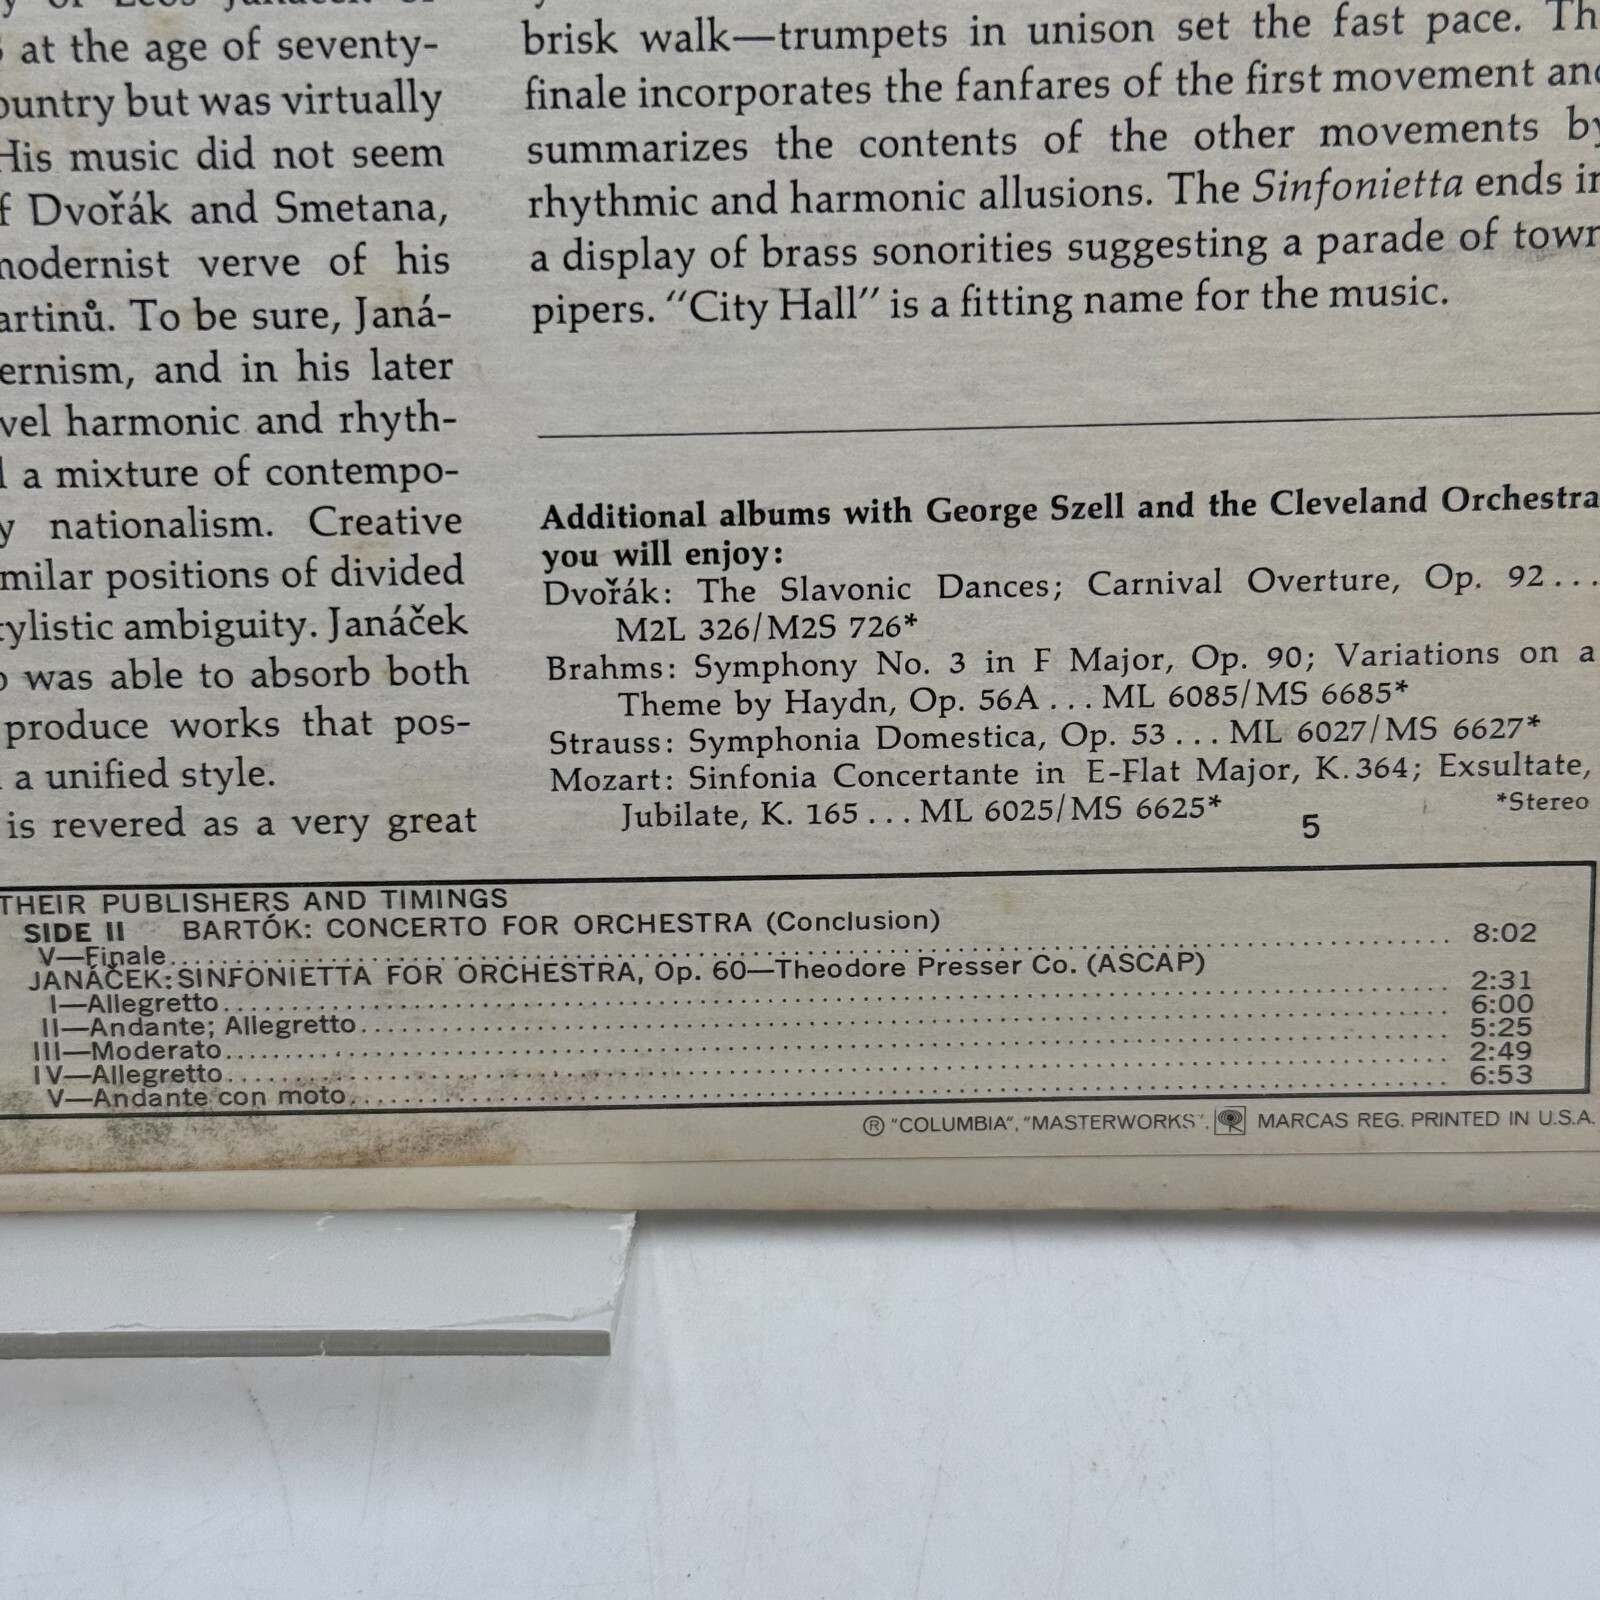 y of Leoš Janáček of
at the age of seventy-
ountry but was virtually
His music did not seem
f Dvořák and Smetana,
modernist verve of his
artinů. To be sure, Janá-
ernism, and in his later
vel harmonic and rhyth-
a mixture of contempo-
y nationalism. Creative
milar positions of divided
tylistic ambiguity. Janáček
o was able to absorb both
produce works that pos-
a unified style.
is revered as a very great
brisk walk—trumpets in unison set the fast pace. Th
finale incorporates the fanfares of the first movement and
summarizes the contents of the other movements by
rhythmic and harmonic allusions. The Sinfonietta ends in
a display of brass sonorities suggesting a parade of town
pipers. "City Hall" is a fitting name for the music.
Additional albums with George Szell and the Cleveland Orchestra
you will enjoy:
Dvořák: The Slavonic Dances; Carnival Overture, Op. 92...
M2L 326/M2S 726*
Brahms: Symphony No. 3 in F Major, Op. 90; Variations on a
Theme by Haydn, Op. 56A ... ML 6085/MS 6685*
Strauss: Symphonia Domestica, Op. 53 ... ML 6027/MS 6627*
Mozart: Sinfonia Concertante in E-Flat Major, K. 364; Exsultate,
Jubilate, K. 165 ... ML 6025/MS 6625*
*Stereo
5
THEIR PUBLISHERS AND TIMINGS
SIDE II BARTÓK: CONCERTO FOR ORCHESTRA (Conclusion)
V—Finale 8:02
JANÁČEK: SINFONIETTA FOR ORCHESTRA, Op. 60—Theodore Presser Co. (ASCAP)
I—Allegretto 2:31
II—Andante; Allegretto 6:00
III—Moderato 5:25
IV—Allegretto 2:49
V—Andante con moto 6:53
® "COLUMBIA", "MASTERWORKS", MARCAS REG. PRINTED IN U.S.A.